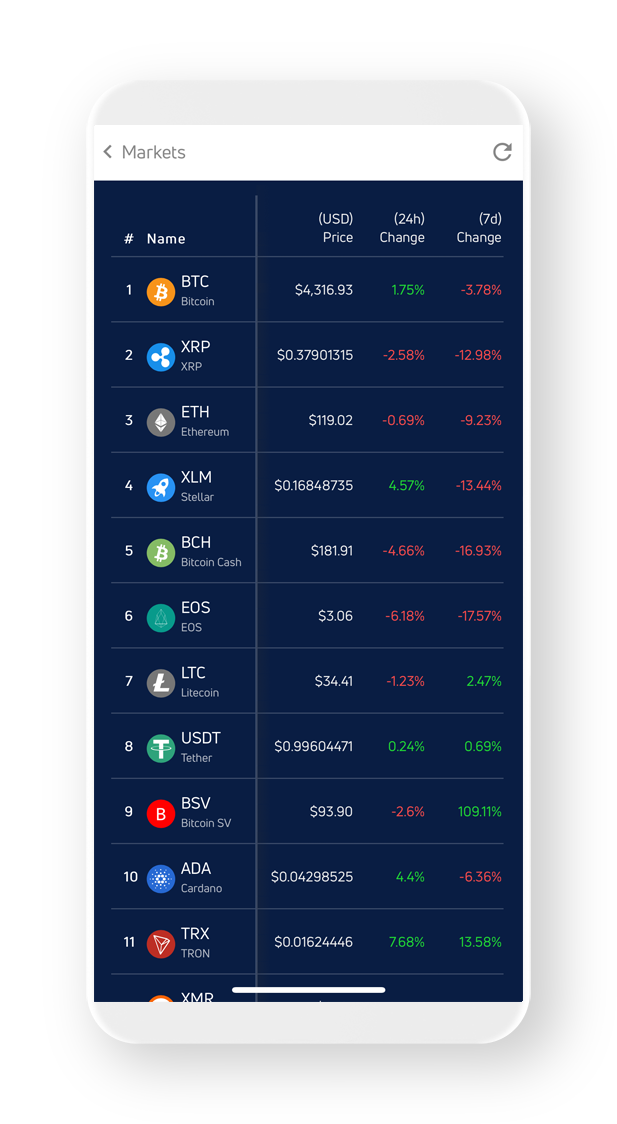 Markets
(USD) (24h) (7d)
# Name Price Change Change
1 BTC $4,316.93 1.75% -3.78%
Bitcoin
2 XRP $0.37901315 -2.58% -12.98%
XRP
3 ETH $119.02 -0.69% -9.23%
Ethereum
4 XLM $0.16848735 4.57% -13.44%
Stellar
5 BCH $181.91 -4.66% -16.93%
Bitcoin Cash
6 EOS $3.06 -6.18% -17.57%
EOS
7 LTC $34.41 -1.23% 2.47%
Litecoin
8 USDT $0.99604471 0.24% 0.69%
Tether
9 B BSV $93.90 -2.6% 109.11%
Bitcoin SV
10 ADA $0.04298525 4.4% -6.36%
Cardano
11 TRX $0.01624446 7.68% 13.58%
TRON
XMR